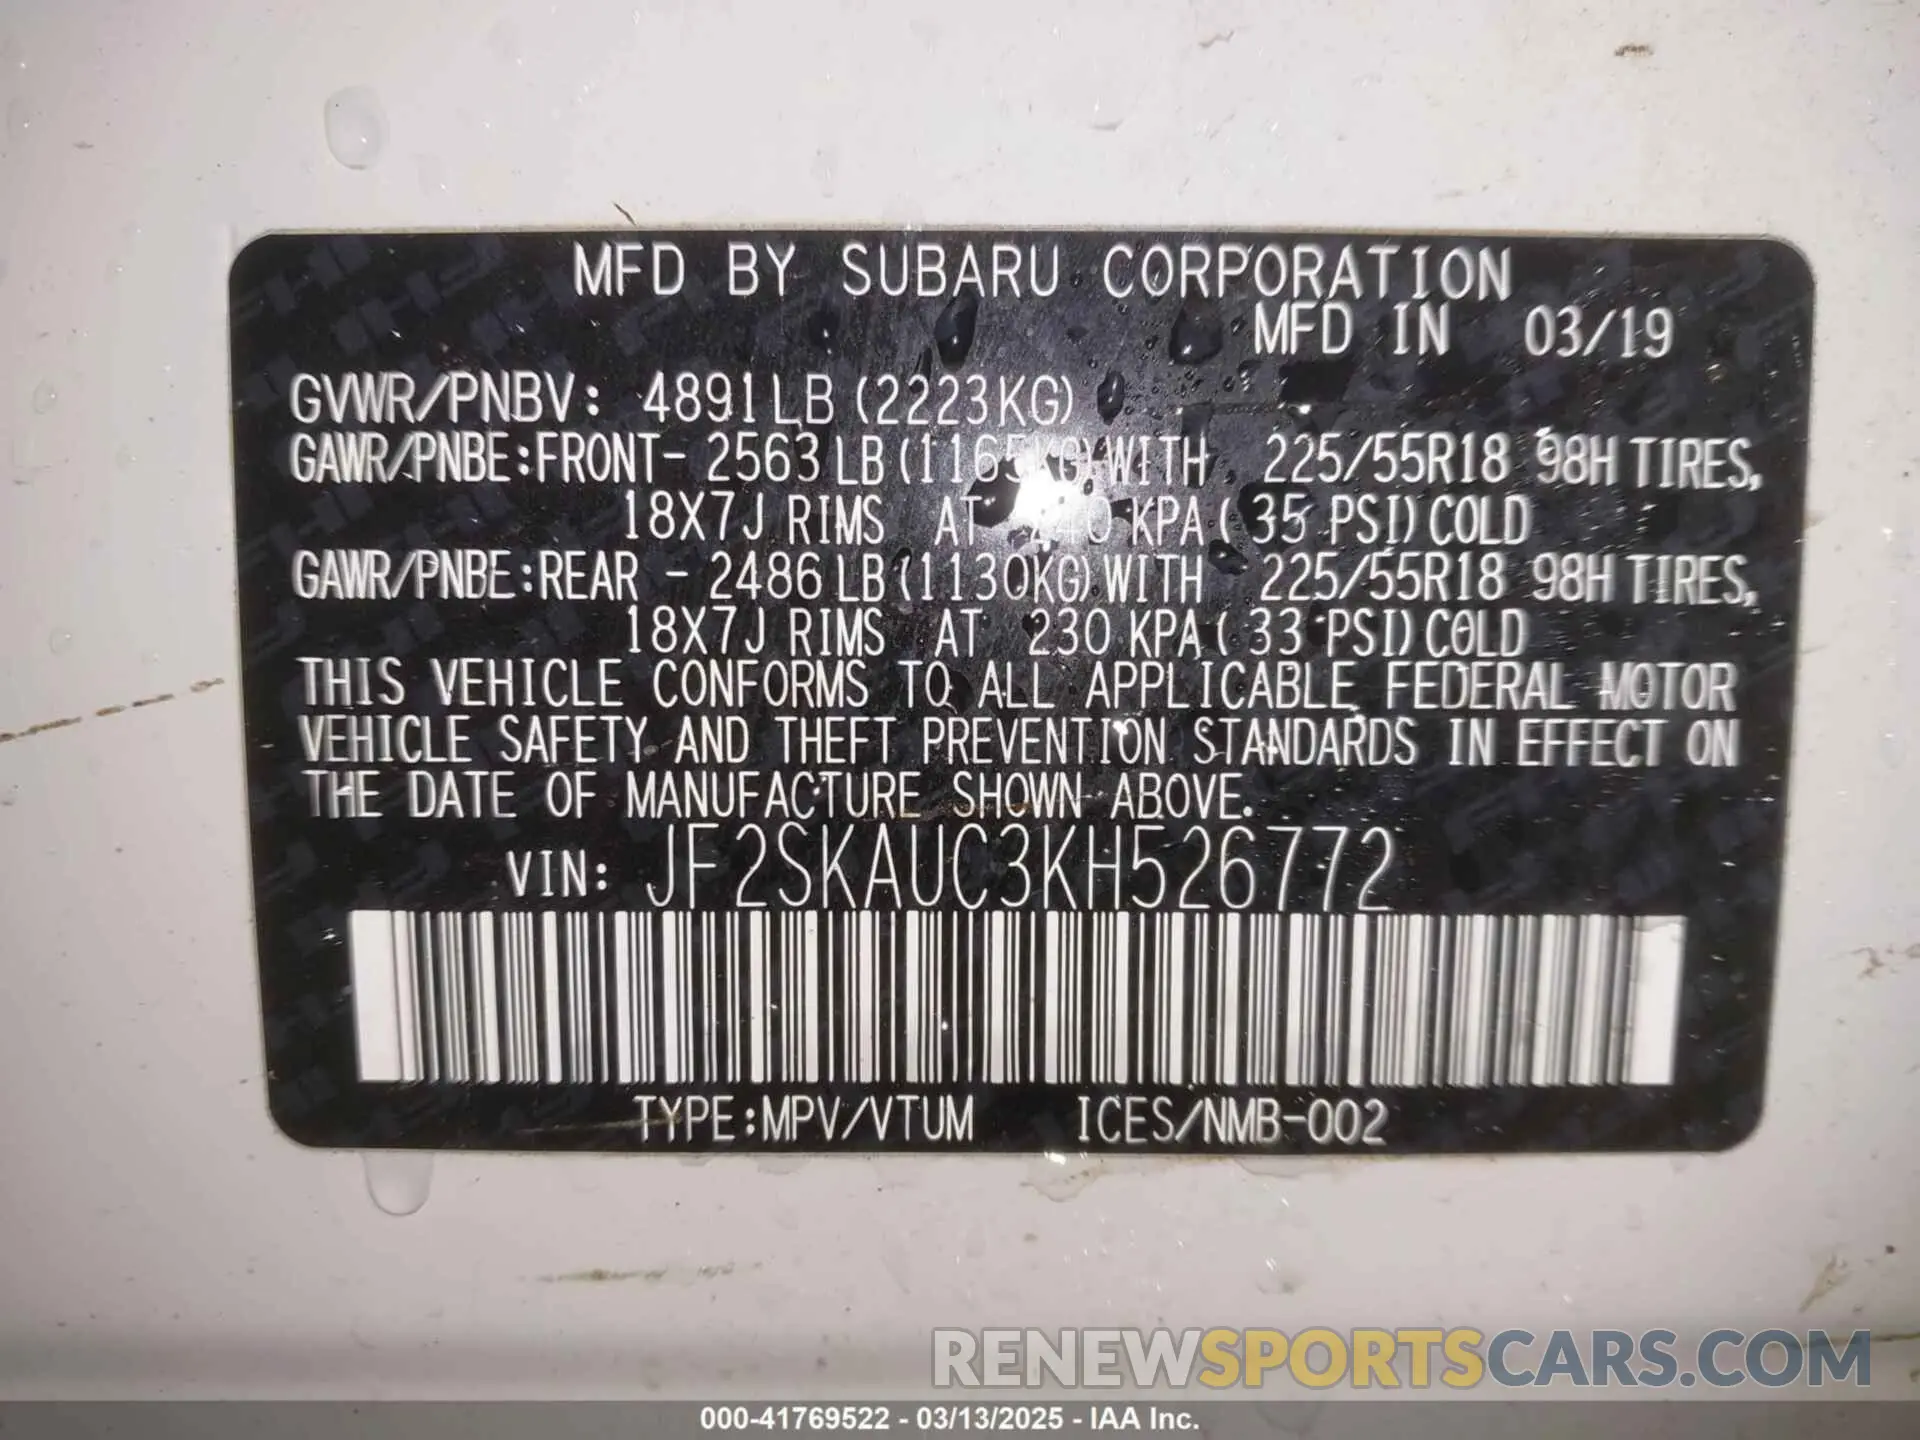 MFD BY SUBARU CORPORATION
MFD IN 03/19
GVWR/PNBV: 4891LB (2223KG)
GAWR/PNBE:FRONT- 2563 LB (1165KG) WITH 225/55R18 98H TIRES,
18X7J RIMS AT 240 KPA ( 35 PSI) COLD
GAWR/PNBE:REAR - 2486 LB (1130KG) WITH 225/55R18 98H TIRES,
18X7J RIMS AT 230 KPA ( 33 PSI) COLD
THIS VEHICLE CONFORMS TO ALL APPLICABLE FEDERAL MOTOR
VEHICLE SAFETY AND THEFT PREVENTION STANDARDS IN EFFECT ON
THE DATE OF MANUFACTURE SHOWN ABOVE.
VIN: JF2SKAUC3KH526772
TYPE:MPV/VTUM ICES/NMB-002
RENEWSPORTSCARS.COM
000-41769522 - 03/13/2025 - IAA Inc.